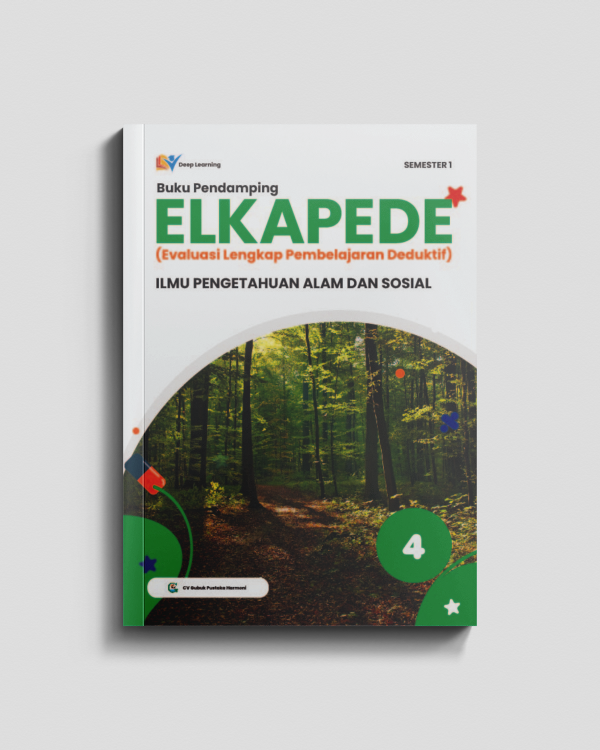 Deep Learning
SEMESTER 1
Buku Pendamping
ELKAPEDE
(Evaluasi Lengkap Pembelajaran Deduktif)
ILMU PENGETAHUAN ALAM DAN SOSIAL
4
CV Bukuk Pustaka Harmoni